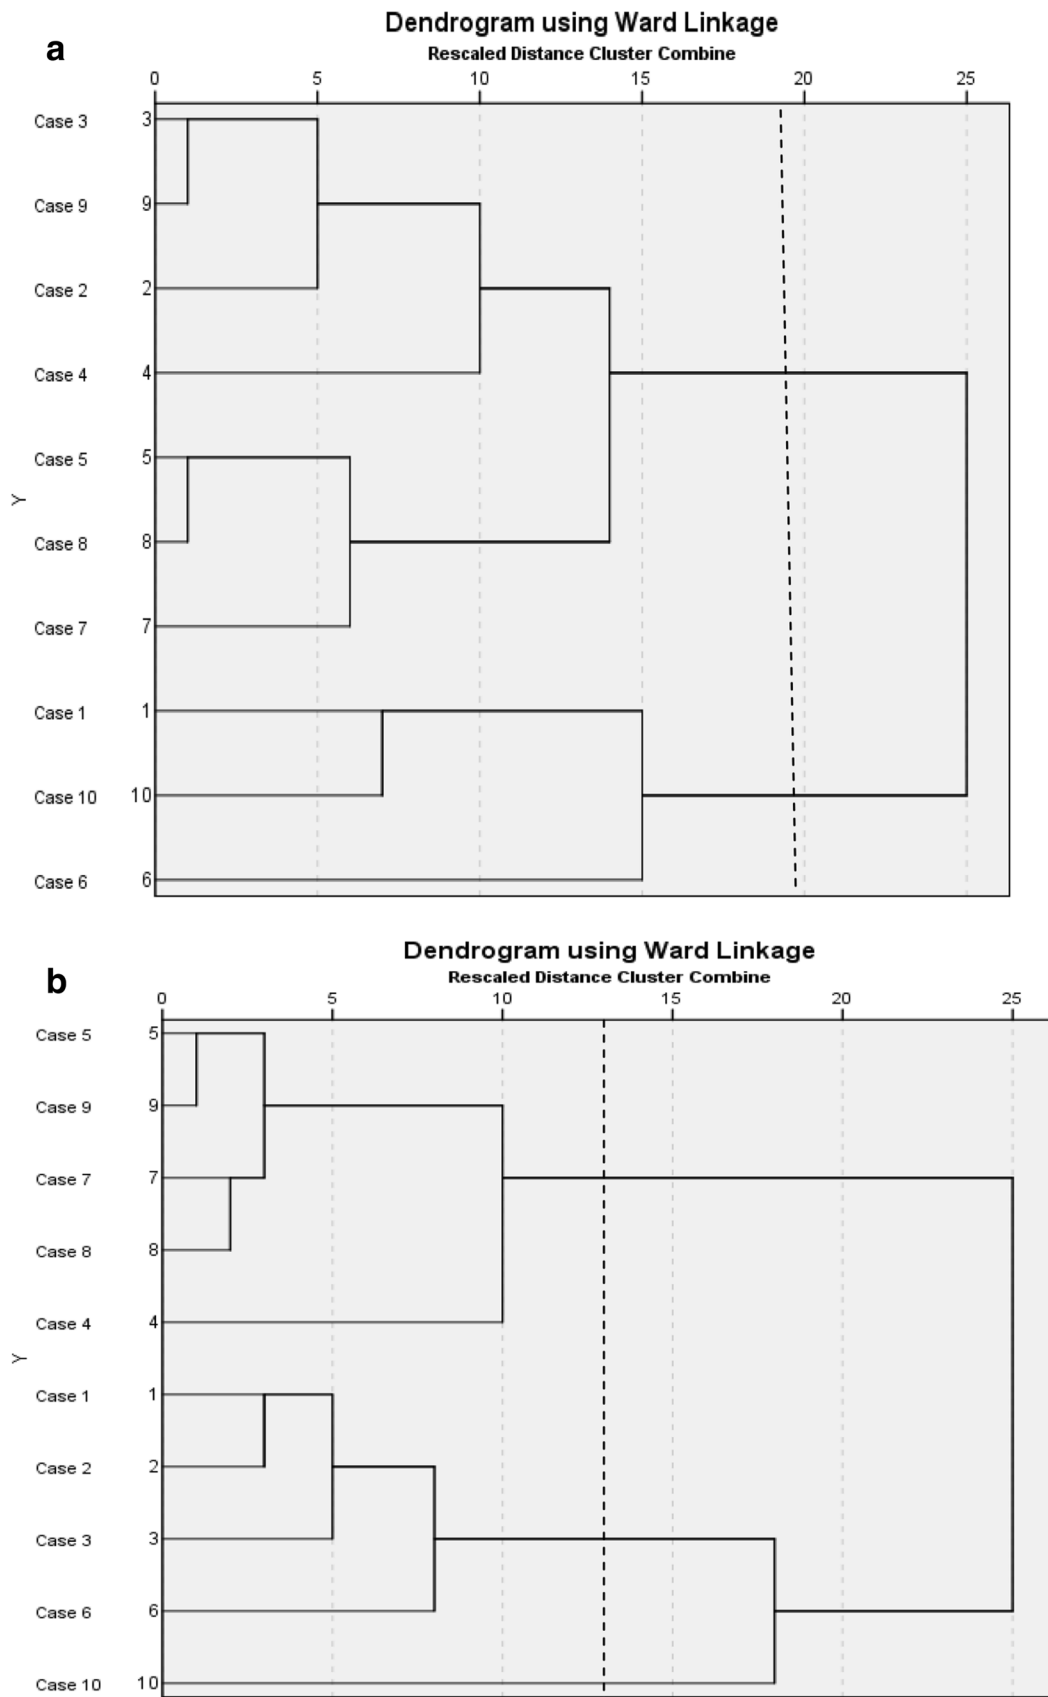 a
Dendrogram using Ward Linkage
Rescaled Distance Cluster Combine
0 5 10 15 20 25
Case 3 3
Case 9 9
Case 2 2
Case 4 4
Case 5 5
Y
Case 8 8
Case 7 7
Case 1 1
Case 10 10
Case 6 6
b
Dendrogram using Ward Linkage
Rescaled Distance Cluster Combine
0 5 10 15 20 25
Case 5 5
Case 9 9
Case 7 7
Case 8 8
Case 4 4
Y
Case 1 1
Case 2 2
Case 3 3
Case 6 6
Case 10 10